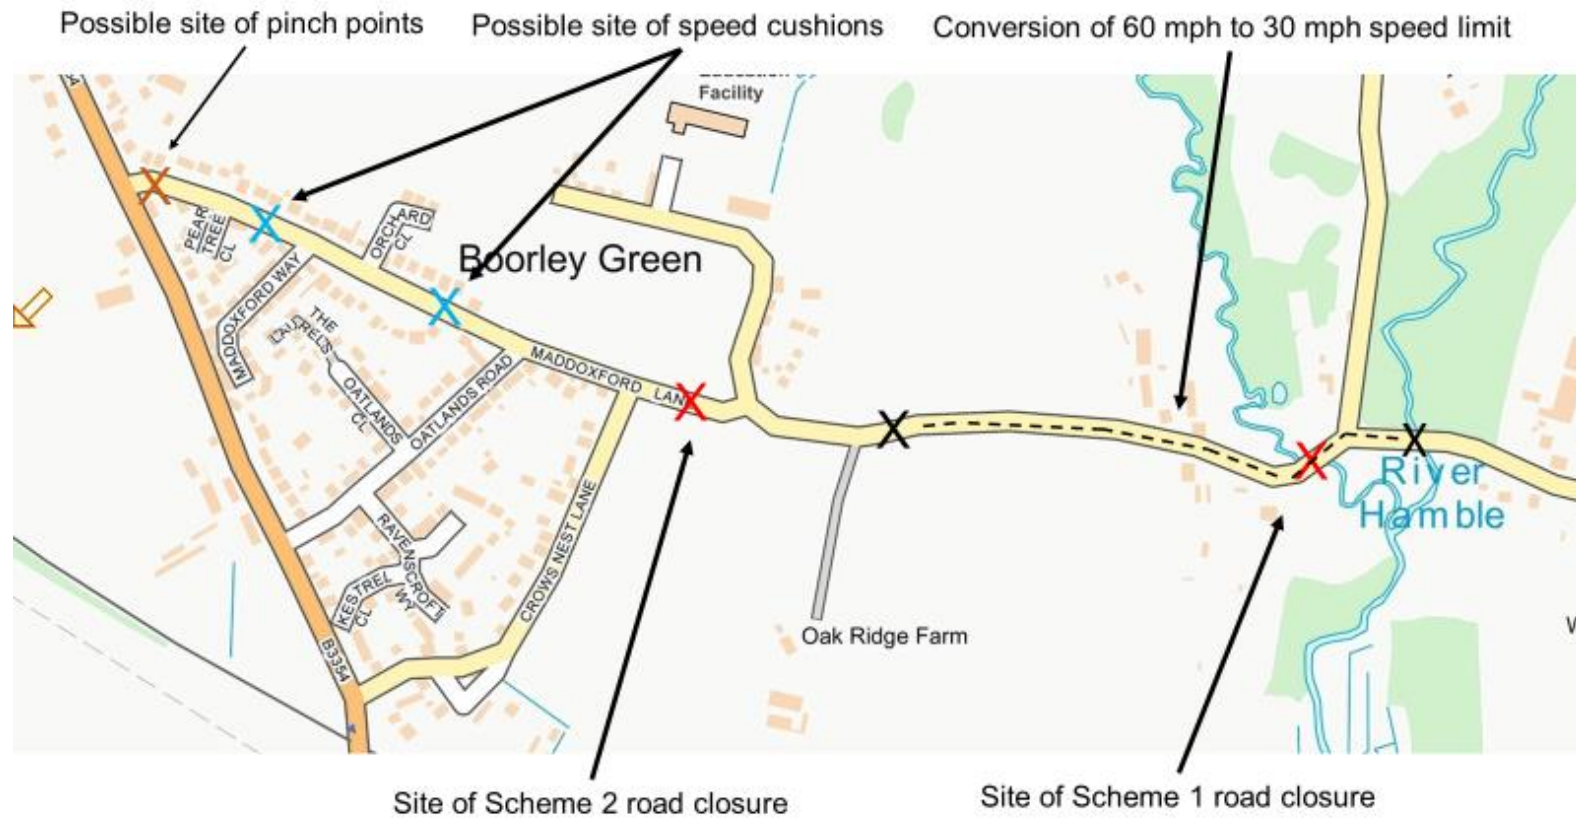 Possible site of pinch points
Possible site of speed cushions
Conversion of 60 mph to 30 mph speed limit
Facility
PEAR
TREE
CL
ORCHARD
CL
Boorley Green
MADDOXFORD WAY
THE
LAURELS
OATLANDS
CL
OATLANDS ROAD
MADDOXFORD LANE
CROWS NEST LANE
RAVENSCROFT
WY
KESTREL
CL
B3354
Oak Ridge Farm
River
Hamble
Site of Scheme 2 road closure
Site of Scheme 1 road closure